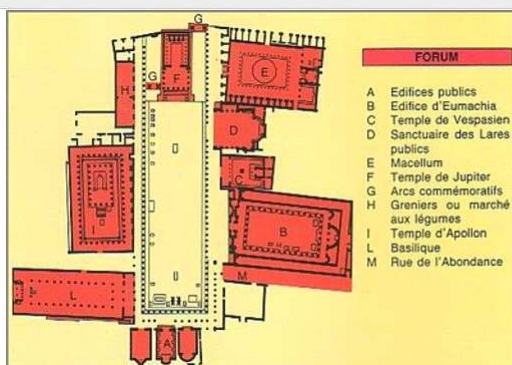 FORUM
A Edifices publics
B Edifice d'Eumachia
C Temple de Vespasien
D Sanctuaire des Lares
publics
E Macellum
F Temple de Jupiter
G Arcs commémoratifs
H Greniers ou marché
aux légumes
I Temple d'Apollon
L Basilique
M Rue de l'Abondance
G
F
E
G
H
D
C
I
B
M
L
A